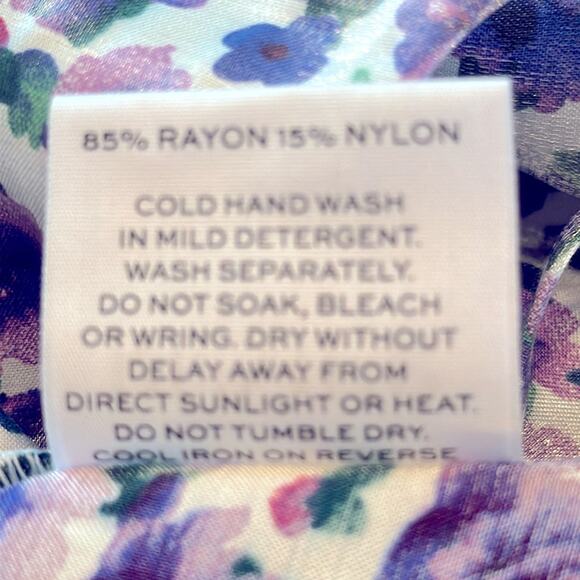 85% RAYON 15% NYLON
COLD HAND WASH
IN MILD DETERGENT.
WASH SEPARATELY.
DO NOT SOAK, BLEACH
OR WRING. DRY WITHOUT
DELAY AWAY FROM
DIRECT SUNLIGHT OR HEAT.
DO NOT TUMBLE DRY.
COOL IRON ON REVERSE